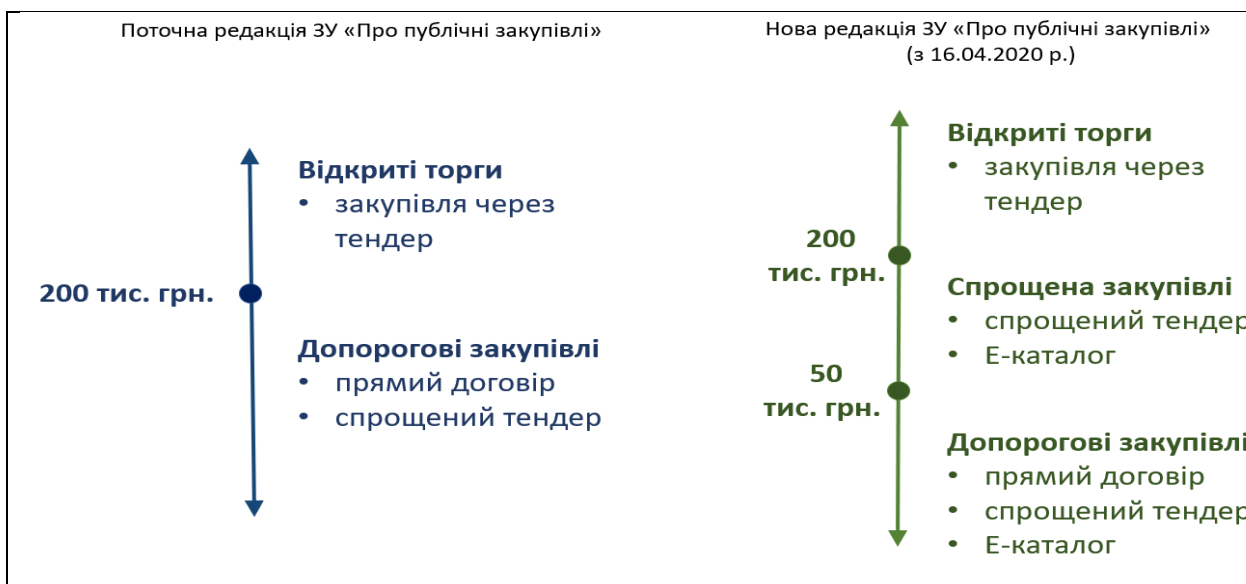 Поточна редакція ЗУ «Про публічні закупівлі»
Відкриті торги
• закупівля через
тендер
200 тис. грн.
Допорогові закупівлі
• прямий договір
• спрощений тендер
Нова редакція ЗУ «Про публічні закупівлі»
(з 16.04.2020 р.)
Відкриті торги
• закупівля через
тендер
200
тис. грн.
Спрощена закупівлі
• спрощений тендер
• Е-каталог
50
тис. грн.
Допорогові закупівлі
• прямий договір
• спрощений тендер
• Е-каталог